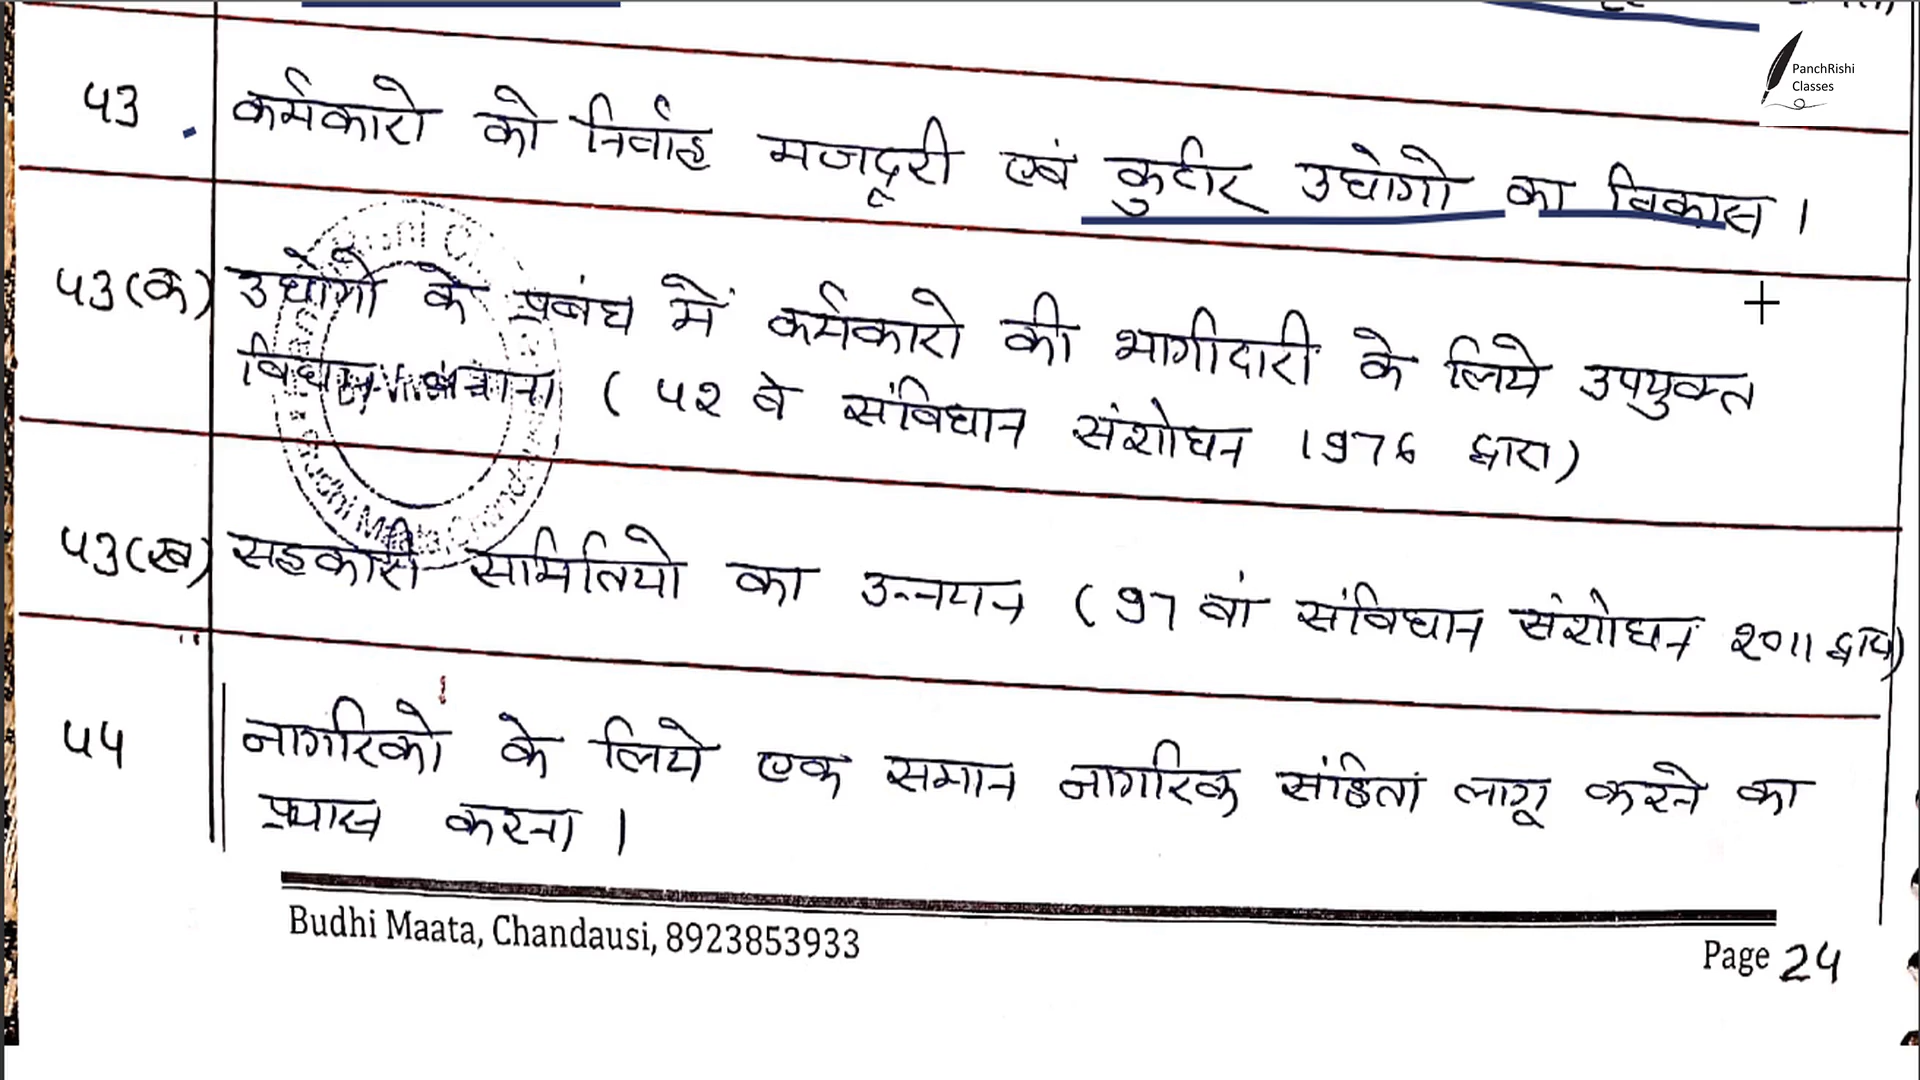 PanchRishi
Classes
43 . कर्मकारो को निर्वाह मजदूरी एवं कुटीर उघोगो का विकास ।
43(क) उघोगो के प्रबंध में कर्मकारो की भागीदारी के लिये उपयुक्त
विधान बनाना ( 42 वे संविधान संशोधन 1976 द्वारा)
43(ख) सहकारी समितियो का उन्नयन ( 97 वां संविधान संशोधन 2011 द्वारा)
44 नागरिको के लिये एक समान नागरिक संहिता लागू करने का
प्रयास करना ।
Budhi Maata, Chandausi, 8923853933
Page 24